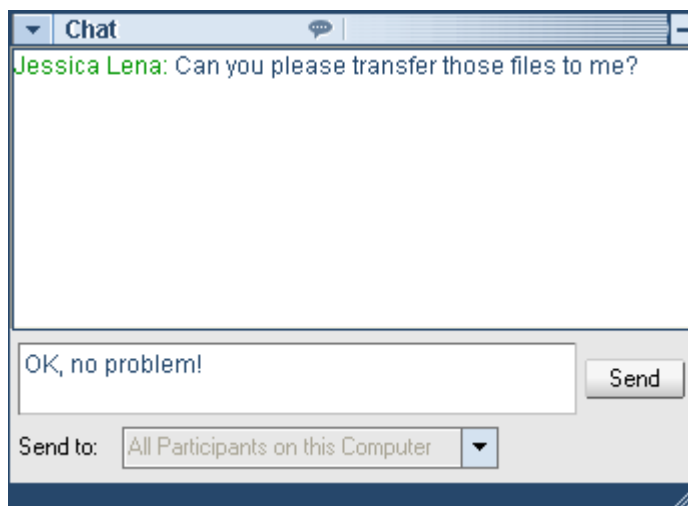 Chat
Jessica Lena: Can you please transfer those files to me?
OK, no problem!
Send
Send to: All Participants on this Computer